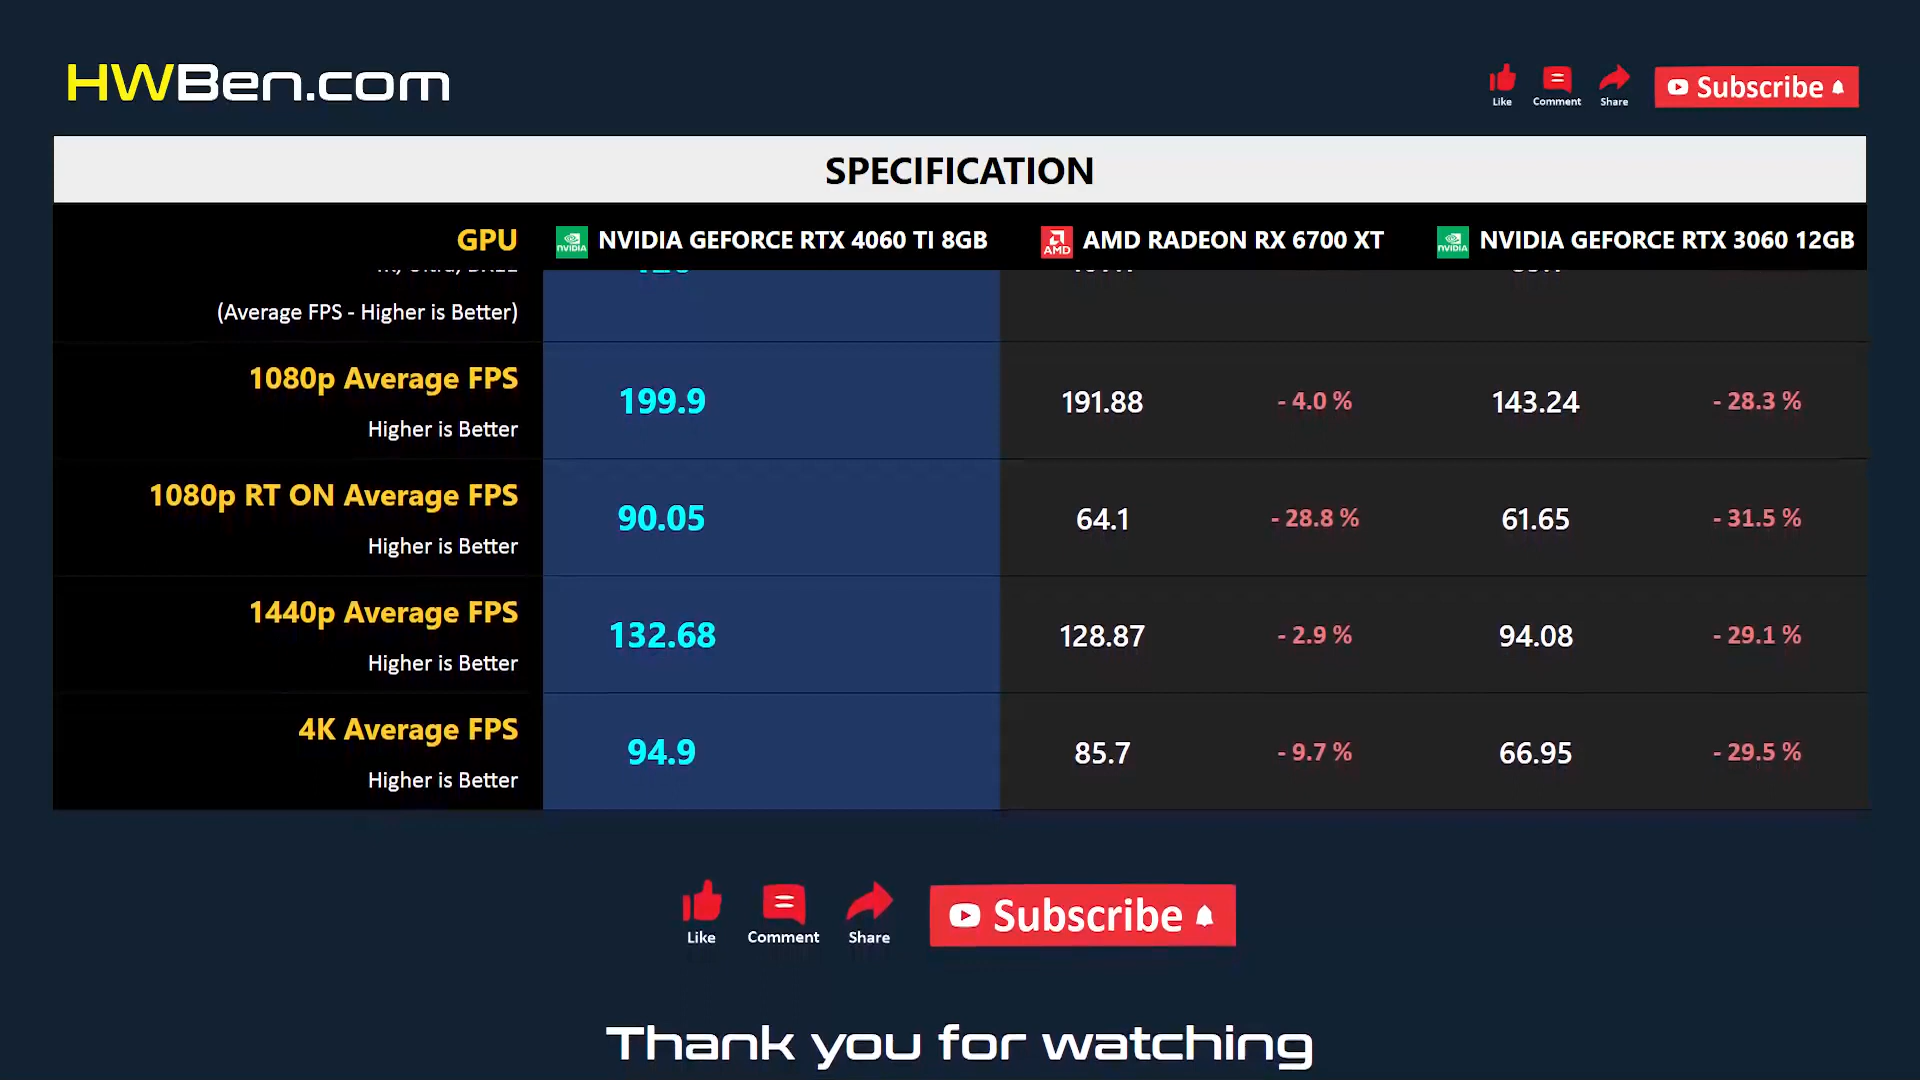 HWBen.com
Like
Comment
Share
Subscribe
SPECIFICATION
GPU
NVIDIA
NVIDIA GEFORCE RTX 4060 TI 8GB
AMD
AMD RADEON RX 6700 XT
NVIDIA
NVIDIA GEFORCE RTX 3060 12GB
(Average FPS - Higher is Better)
1080p Average FPS
Higher is Better
199.9
191.88
- 4.0 %
143.24
- 28.3 %
1080p RT ON Average FPS
Higher is Better
90.05
64.1
- 28.8 %
61.65
- 31.5 %
1440p Average FPS
Higher is Better
132.68
128.87
- 2.9 %
94.08
- 29.1 %
4K Average FPS
Higher is Better
94.9
85.7
- 9.7 %
66.95
- 29.5 %
Like
Comment
Share
Subscribe
Thank you for watching